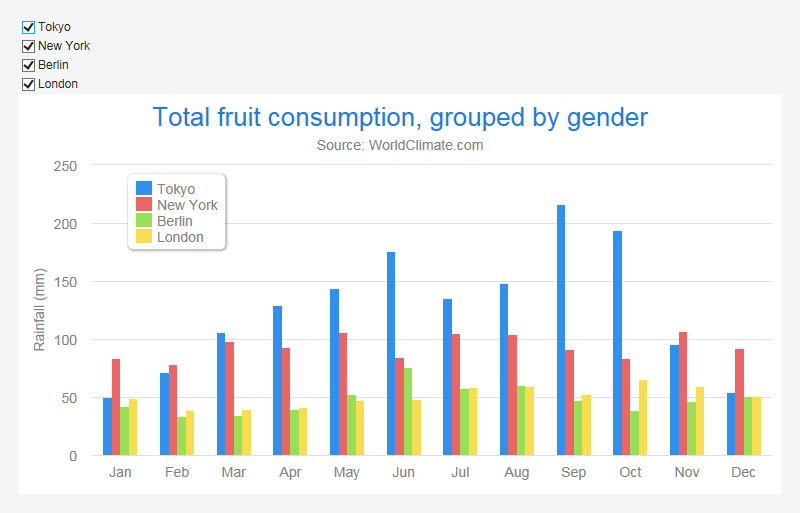 Tokyo
New York
Berlin
London
Total fruit consumption, grouped by gender
Source: WorldClimate.com
250
200
150
100
50
0
Rainfall (mm)
Tokyo
New York
Berlin
London
Jan Feb Mar Apr May Jun Jul Aug Sep Oct Nov Dec